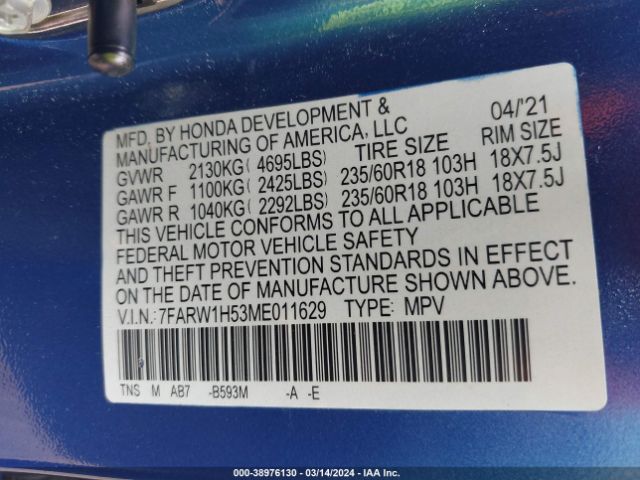 MFD. BY HONDA DEVELOPMENT & 04/'21
MANUFACTURING OF AMERICA, LLC
GVWR 2130KG( 4695LBS) TIRE SIZE RIM SIZE
GAWR F 1100KG( 2425LBS) 235/60R18 103H 18X7.5J
GAWR R 1040KG( 2292LBS) 235/60R18 103H 18X7.5J
THIS VEHICLE CONFORMS TO ALL APPLICABLE
FEDERAL MOTOR VEHICLE SAFETY
AND THEFT PREVENTION STANDARDS IN EFFECT
ON THE DATE OF MANUFACTURE SHOWN ABOVE.
V.I.N.:7FARW1H53ME011629 TYPE: MPV
TNS M AB7 -B593M -A -E
000-38976130 - 03/14/2024 - IAA Inc.